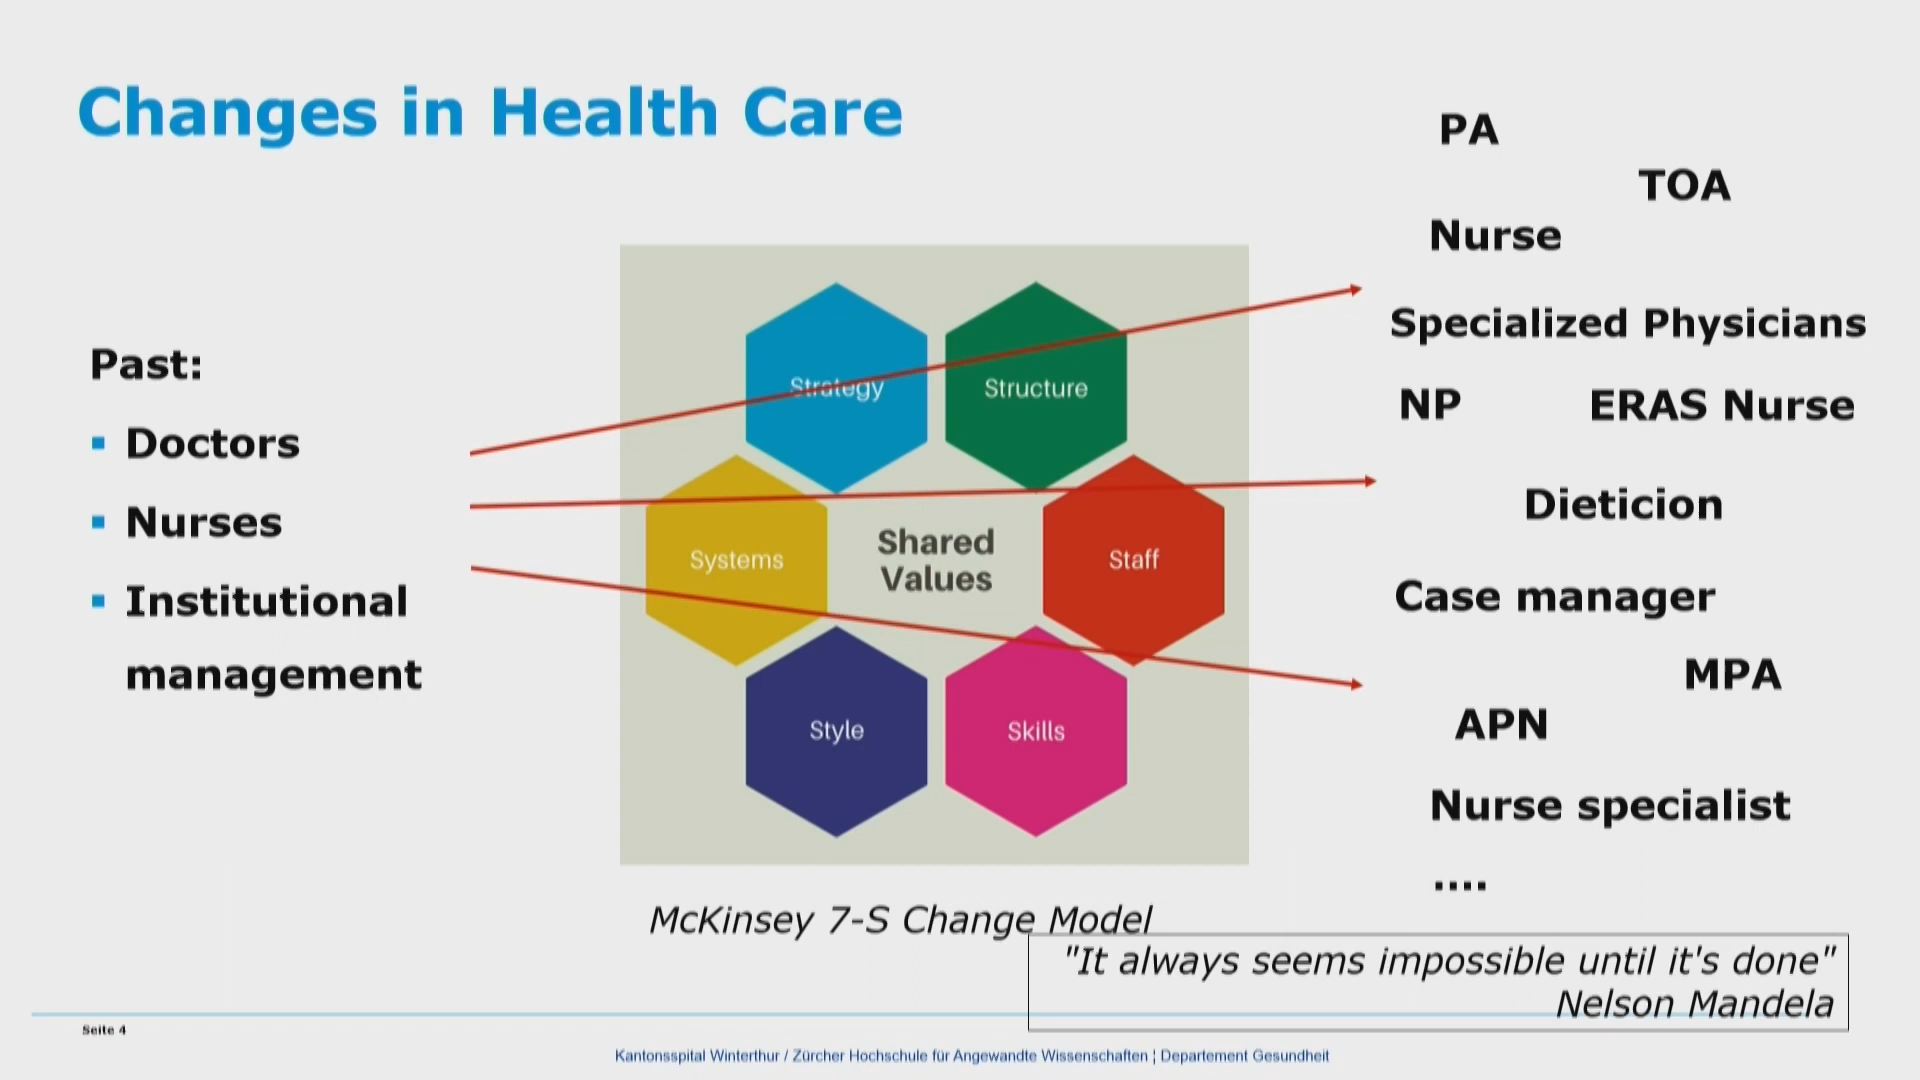 Changes in Health Care
Past:
Doctors
Nurses
Institutional
management
Strategy
Structure
Systems
Shared
Values
Staff
Style
Skills
McKinsey 7-S Change Model
PA
TOA
Nurse
Specialized Physicians
NP ERAS Nurse
Dieticion
Case manager
MPA
APN
Nurse specialist
....
"It always seems impossible until it's done"
Nelson Mandela
Seite 4
Kantonsspital Winterthur / Zürcher Hochschule für Angewandte Wissenschaften ¦ Departement Gesundheit